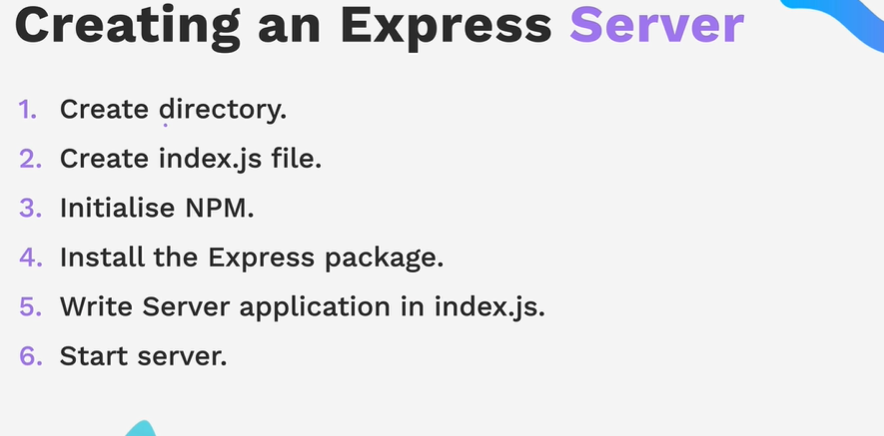 Creating an Express Server
1. Create directory.
2. Create index.js file.
3. Initialise NPM.
4. Install the Express package.
5. Write Server application in index.js.
6. Start server.